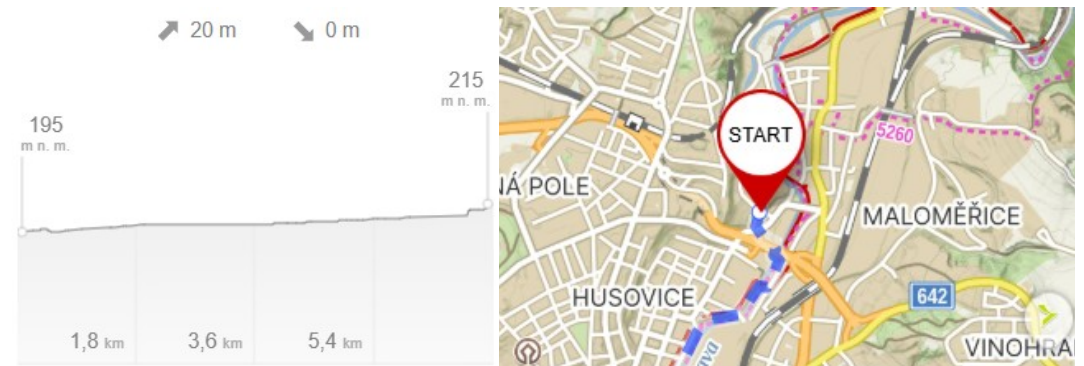 20 m
0 m
215
m n. m.
195
m n. m.
1,8 km
3,6 km
5,4 km
START
5260
NÁ POLE
MALOMĚŘICE
HUSOVICE
642
VINOHRA